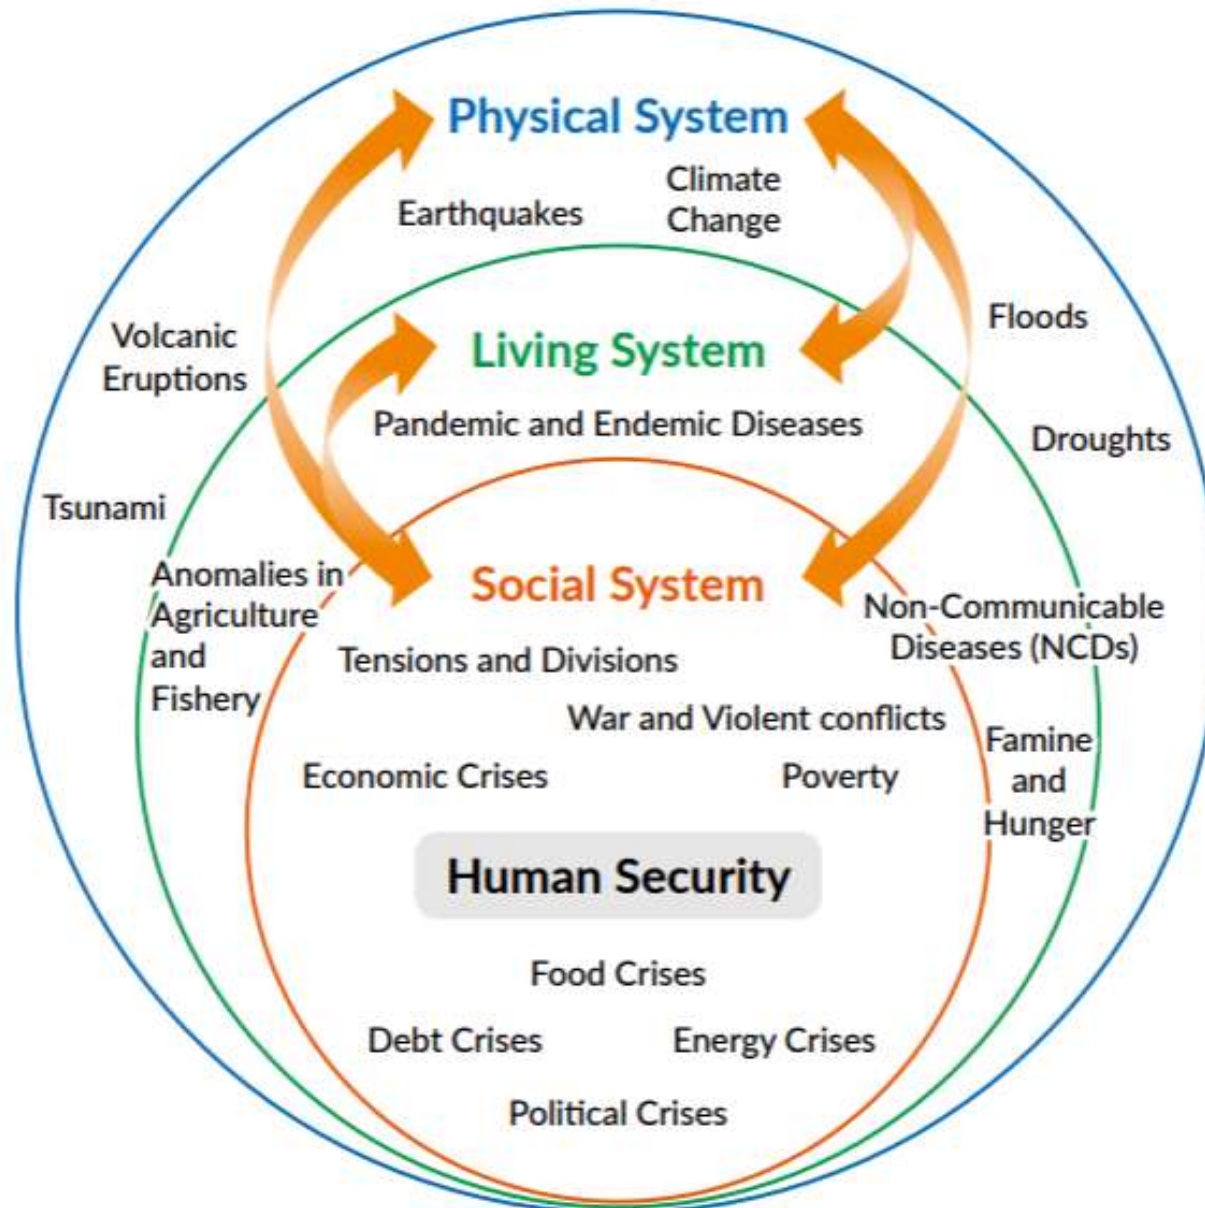 Physical System
Earthquakes
Climate
Change
Volcanic
Eruptions
Floods
Living System
Pandemic and Endemic Diseases
Droughts
Tsunami
Anomalies in
Agriculture
and
Fishery
Social System
Non-Communicable
Diseases (NCDs)
Tensions and Divisions
War and Violent conflicts
Famine
and
Hunger
Economic Crises
Poverty
Human Security
Food Crises
Debt Crises
Energy Crises
Political Crises